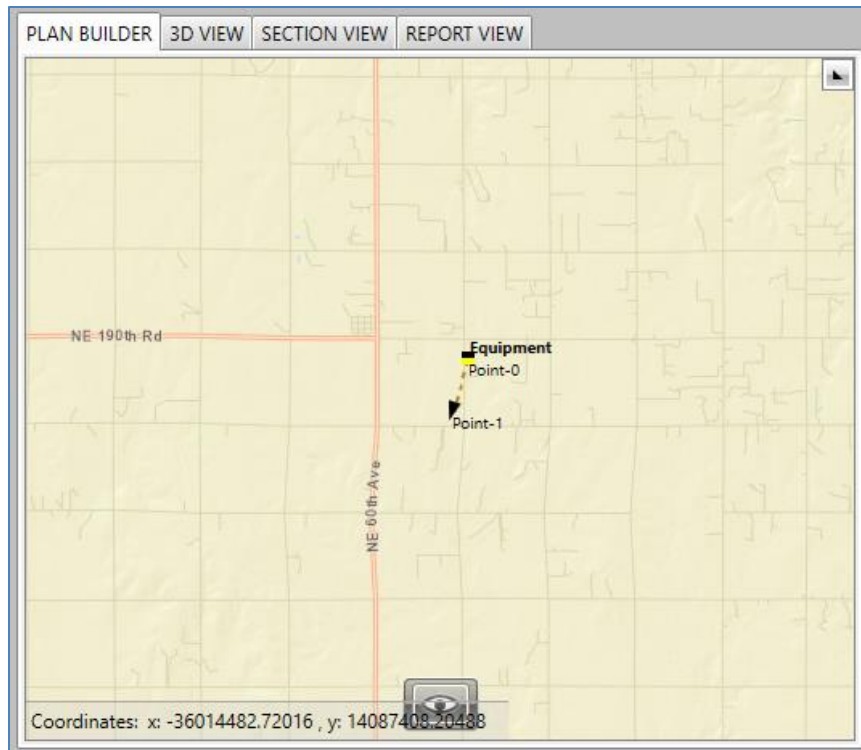 PLAN BUILDER 3D VIEW SECTION VIEW REPORT VIEW
NE 190th Rd
Equipment
Point-0
Point-1
NE 60th Ave
Coordinates: x: -36014482.72016 , y: 14087408.20488